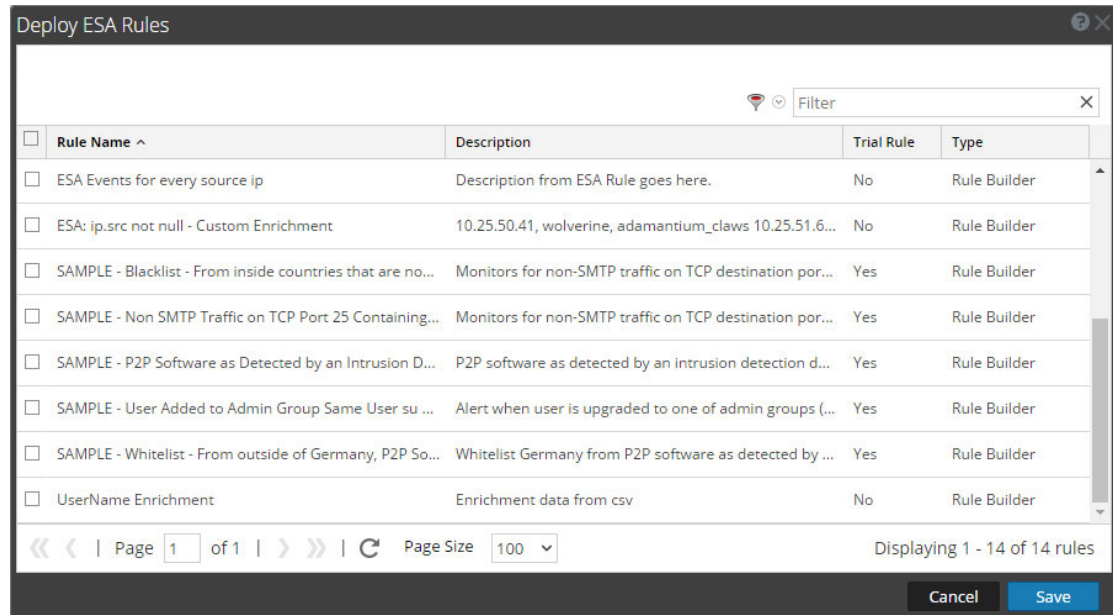 Deploy ESA Rules
Filter
Rule Name Description Trial Rule Type
ESA Events for every source ip Description from ESA Rule goes here. No Rule Builder
ESA: ip.src not null - Custom Enrichment 10.25.50.41, wolverine, adamantium_claws 10.25.51.6... No Rule Builder
SAMPLE - Blacklist - From inside countries that are no... Monitors for non-SMTP traffic on TCP destination por... Yes Rule Builder
SAMPLE - Non SMTP Traffic on TCP Port 25 Containing... Monitors for non-SMTP traffic on TCP destination por... Yes Rule Builder
SAMPLE - P2P Software as Detected by an Intrusion D... P2P software as detected by an intrusion detection d... Yes Rule Builder
SAMPLE - User Added to Admin Group Same User su ... Alert when user is upgraded to one of admin groups (... Yes Rule Builder
SAMPLE - Whitelist - From outside of Germany, P2P So... Whitelist Germany from P2P software as detected by ... Yes Rule Builder
UserName Enrichment Enrichment data from csv No Rule Builder
Page 1 of 1 Page Size 100 Displaying 1 - 14 of 14 rules
Cancel Save